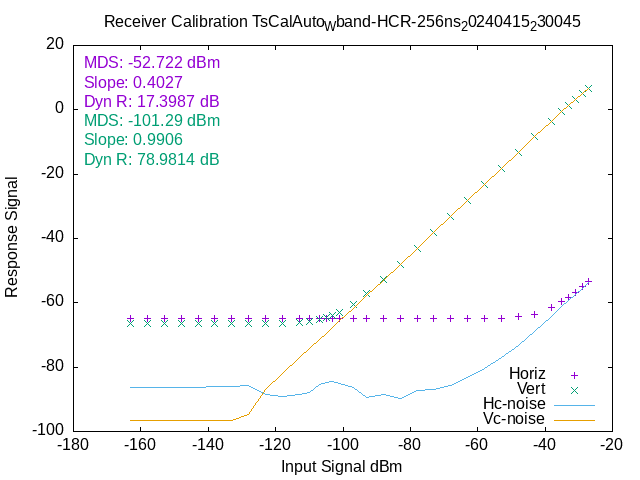 Receiver Calibration TsCalAuto_Wband-HCR-256ns_20240415_230045
MDS: -52.722 dBm
Slope: 0.4027
Dyn R: 17.3987 dB
MDS: -101.29 dBm
Slope: 0.9906
Dyn R: 78.9814 dB
20
0
-20
-40
-60
-80
-100
Response Signal
Horiz
Vert
Hc-noise
Vc-noise
-180 -160 -140 -120 -100 -80 -60 -40 -20
Input Signal dBm